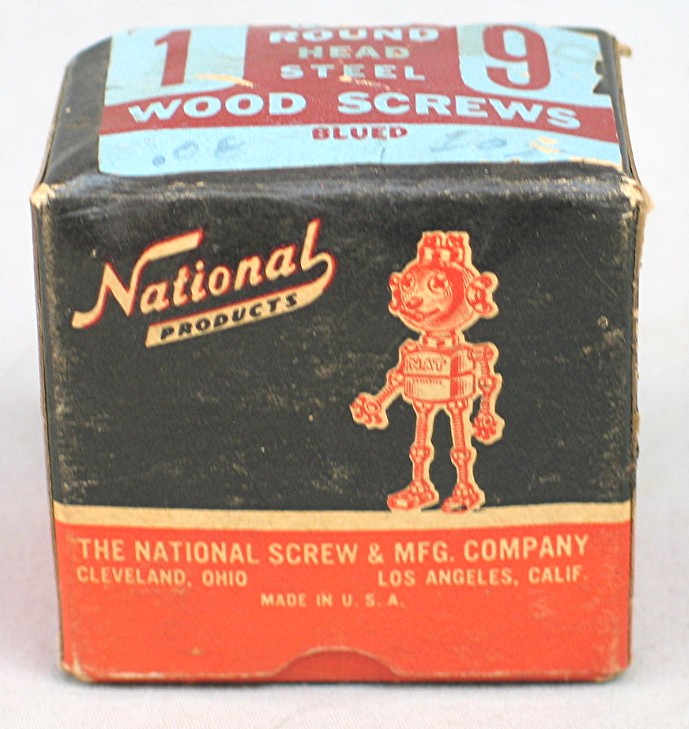 1 ROUND 9
HEAD
STEEL
WOOD SCREWS
BLUED
National
PRODUCTS
NAT
THE NATIONAL SCREW & MFG. COMPANY
CLEVELAND, OHIO LOS ANGELES, CALIF.
MADE IN U. S. A.